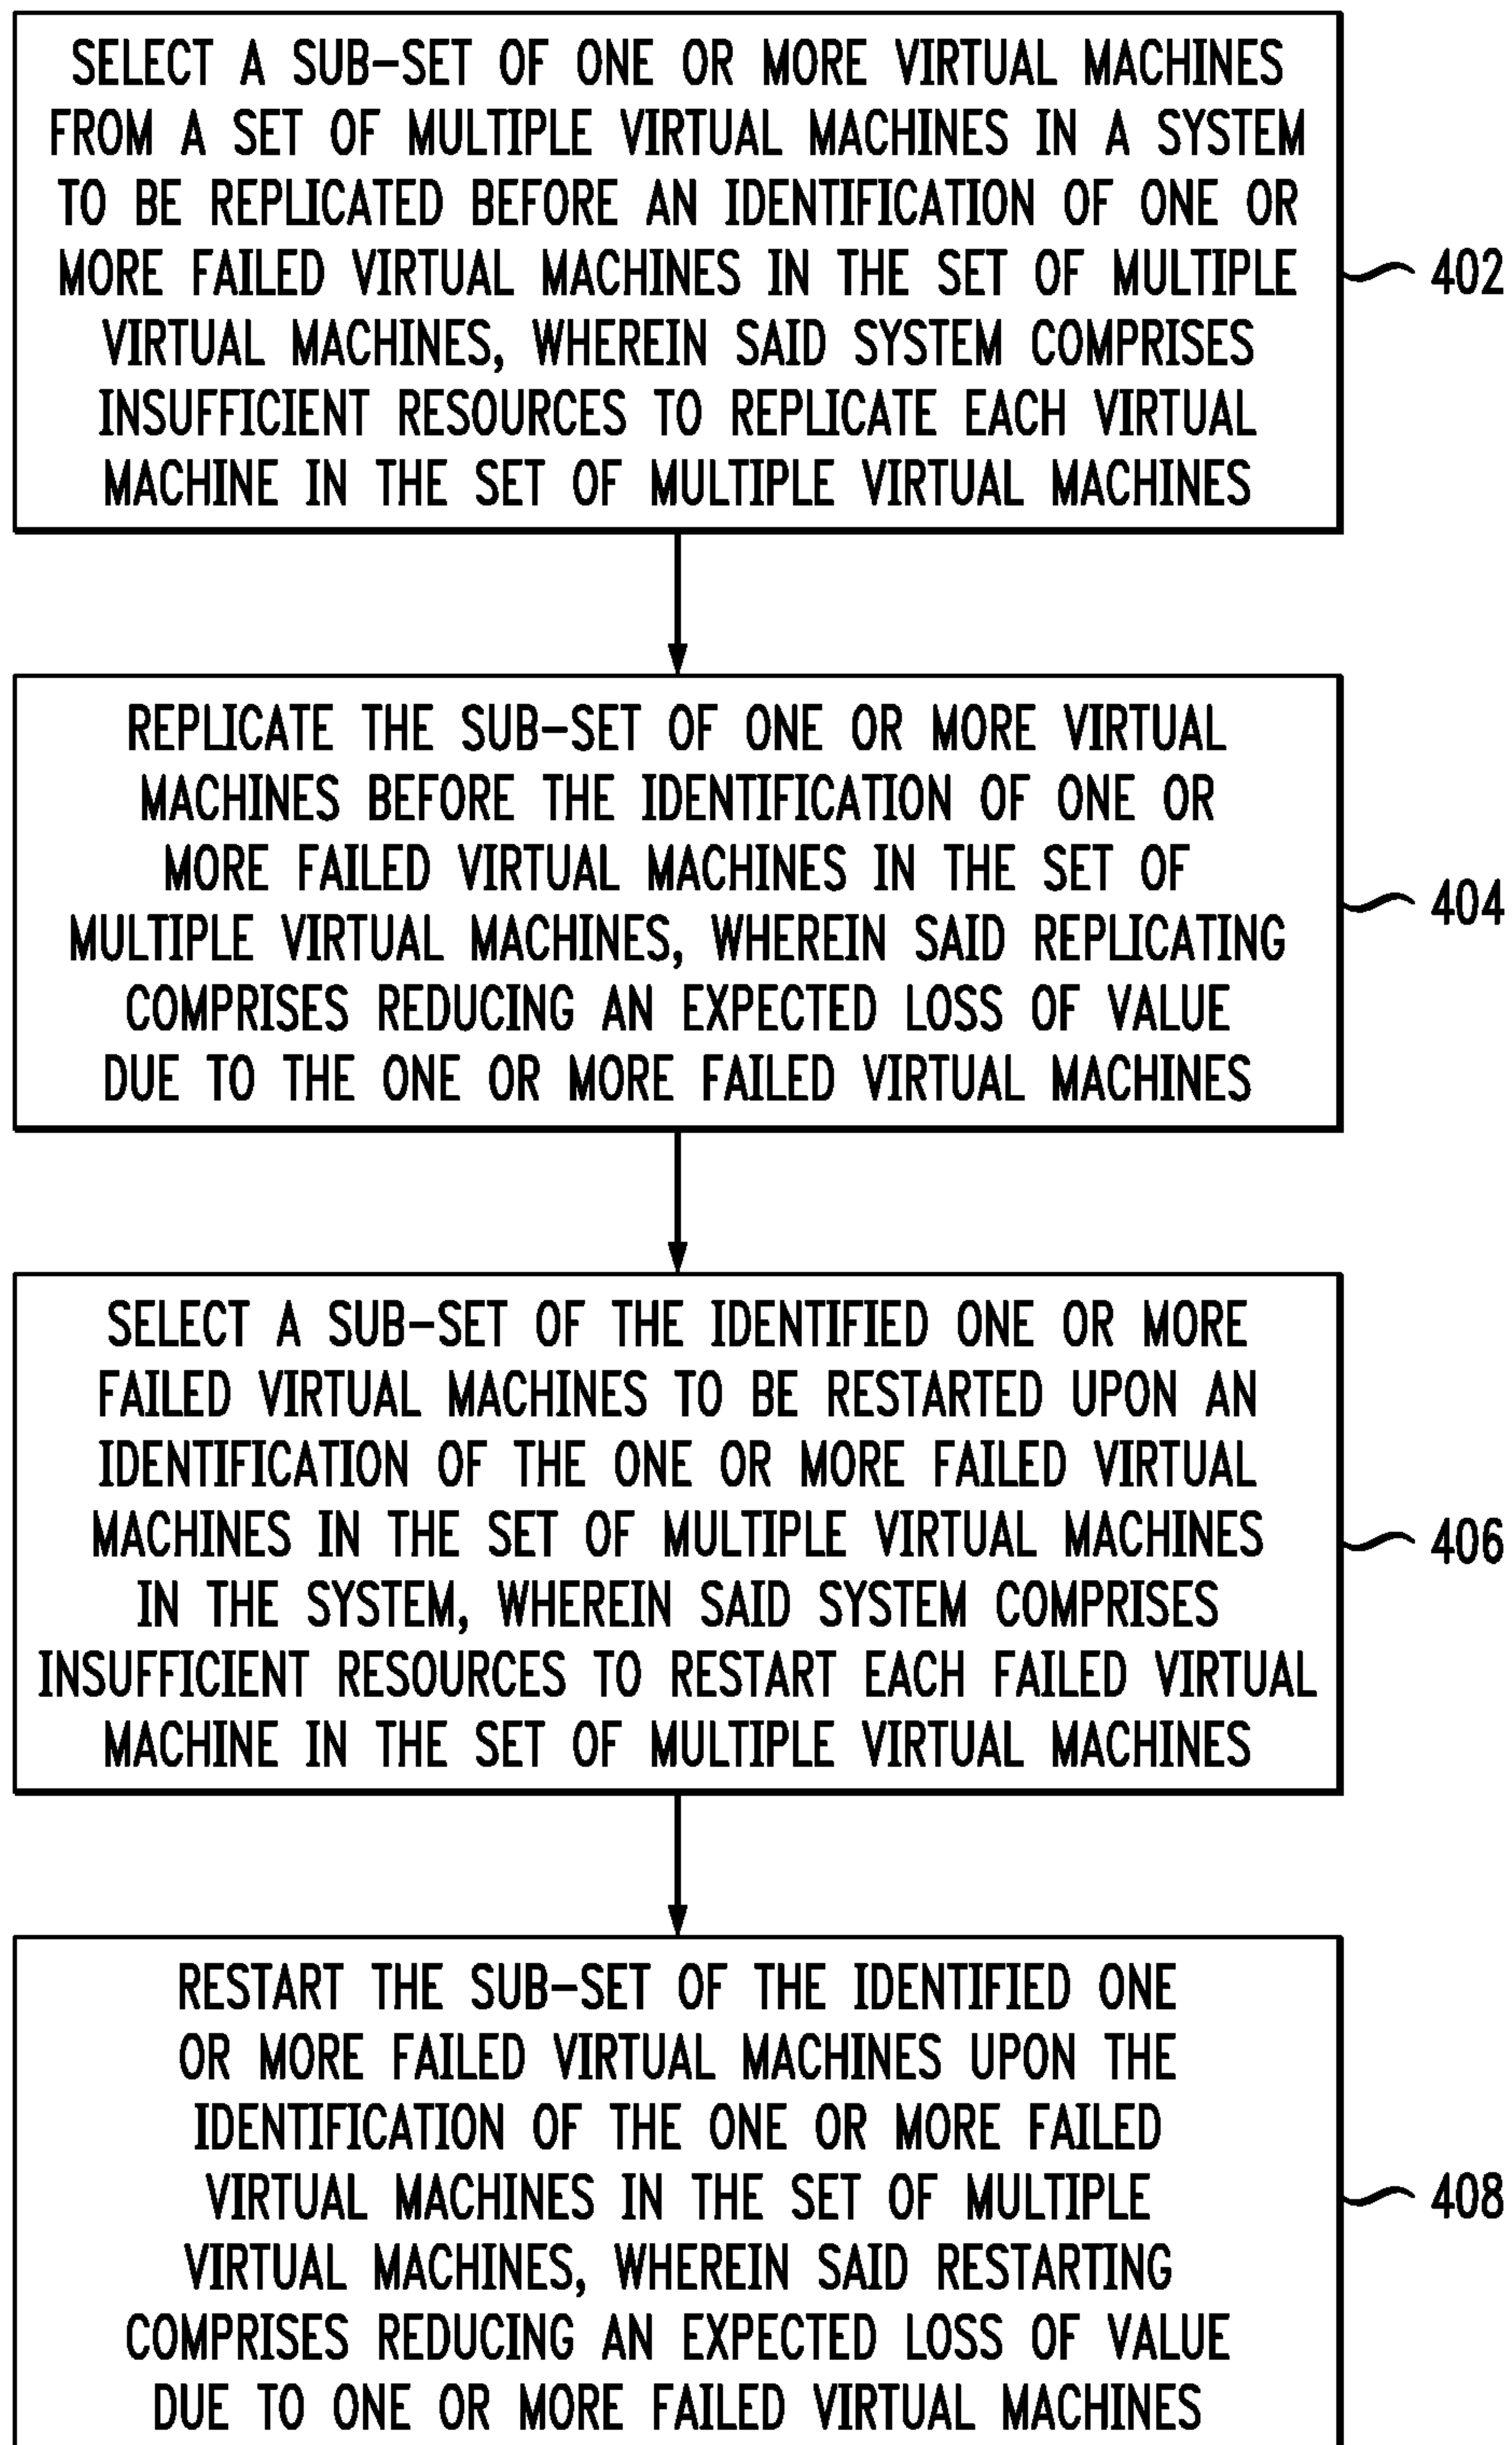 SELECT A SUB-SET OF ONE OR MORE VIRTUAL MACHINES
FROM A SET OF MULTIPLE VIRTUAL MACHINES IN A SYSTEM
TO BE REPLICATED BEFORE AN IDENTIFICATION OF ONE OR
MORE FAILED VIRTUAL MACHINES IN THE SET OF MULTIPLE
VIRTUAL MACHINES, WHEREIN SAID SYSTEM COMPRISES
INSUFFICIENT RESOURCES TO REPLICATE EACH VIRTUAL
MACHINE IN THE SET OF MULTIPLE VIRTUAL MACHINES
402
REPLICATE THE SUB-SET OF ONE OR MORE VIRTUAL
MACHINES BEFORE THE IDENTIFICATION OF ONE OR
MORE FAILED VIRTUAL MACHINES IN THE SET OF
MULTIPLE VIRTUAL MACHINES, WHEREIN SAID REPLICATING
COMPRISES REDUCING AN EXPECTED LOSS OF VALUE
DUE TO THE ONE OR MORE FAILED VIRTUAL MACHINES
404
SELECT A SUB-SET OF THE IDENTIFIED ONE OR MORE
FAILED VIRTUAL MACHINES TO BE RESTARTED UPON AN
IDENTIFICATION OF THE ONE OR MORE FAILED VIRTUAL
MACHINES IN THE SET OF MULTIPLE VIRTUAL MACHINES
IN THE SYSTEM, WHEREIN SAID SYSTEM COMPRISES
INSUFFICIENT RESOURCES TO RESTART EACH FAILED VIRTUAL
MACHINE IN THE SET OF MULTIPLE VIRTUAL MACHINES
406
RESTART THE SUB-SET OF THE IDENTIFIED ONE
OR MORE FAILED VIRTUAL MACHINES UPON THE
IDENTIFICATION OF THE ONE OR MORE FAILED
VIRTUAL MACHINES IN THE SET OF MULTIPLE
VIRTUAL MACHINES, WHEREIN SAID RESTARTING
COMPRISES REDUCING AN EXPECTED LOSS OF VALUE
DUE TO ONE OR MORE FAILED VIRTUAL MACHINES
408